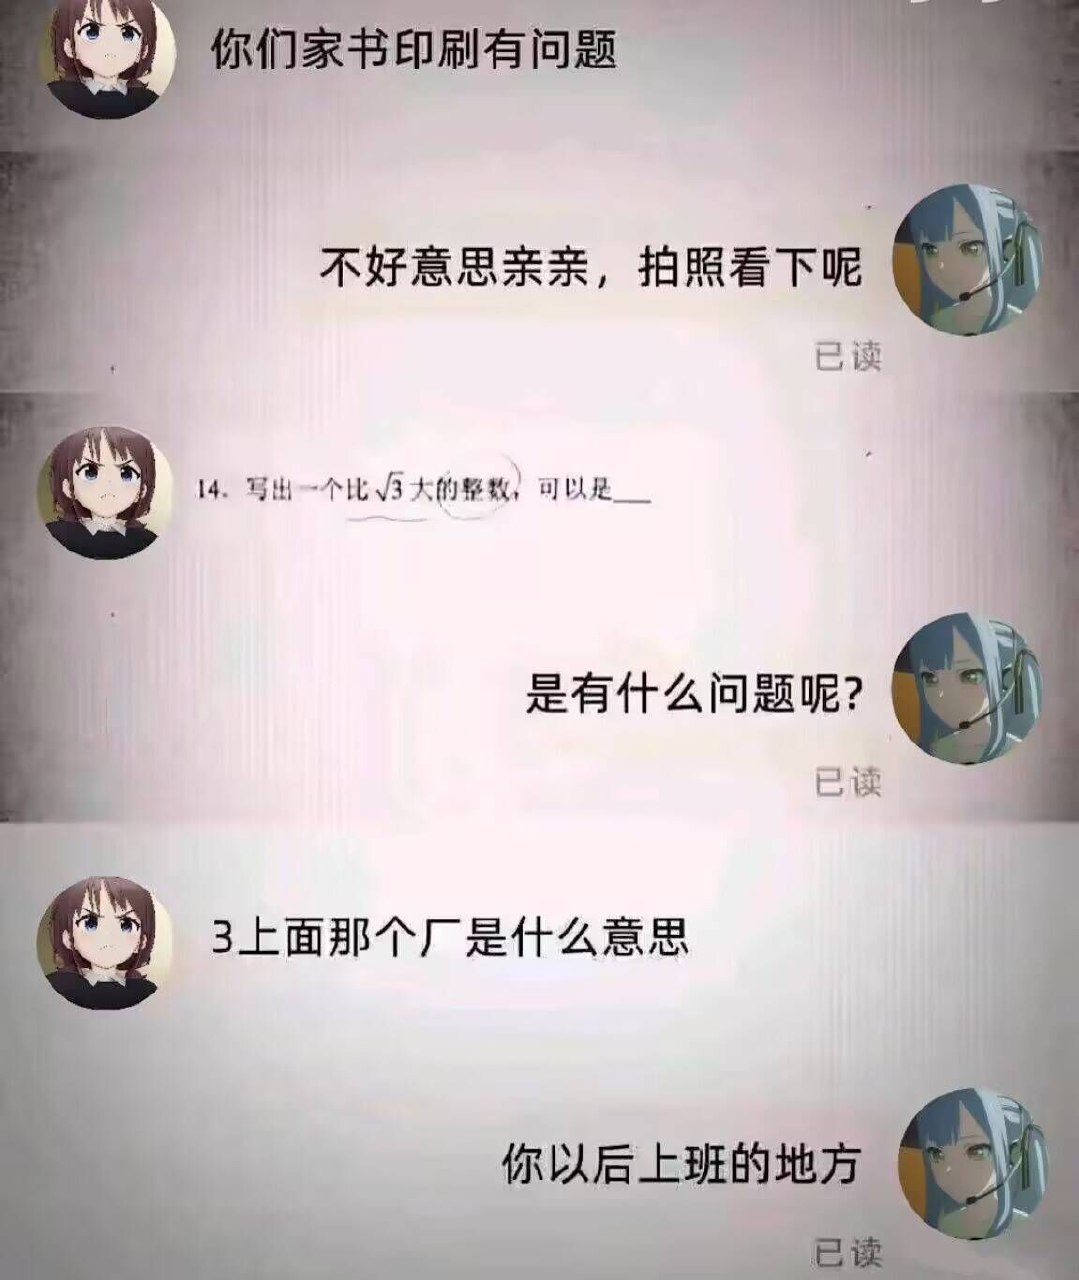 你们家书印刷有问题
不好意思亲亲，拍照看下呢
已读
14. 写出一个比√3大的整数，可以是___
是有什么问题呢?
已读
3上面那个厂是什么意思
你以后上班的地方
已读